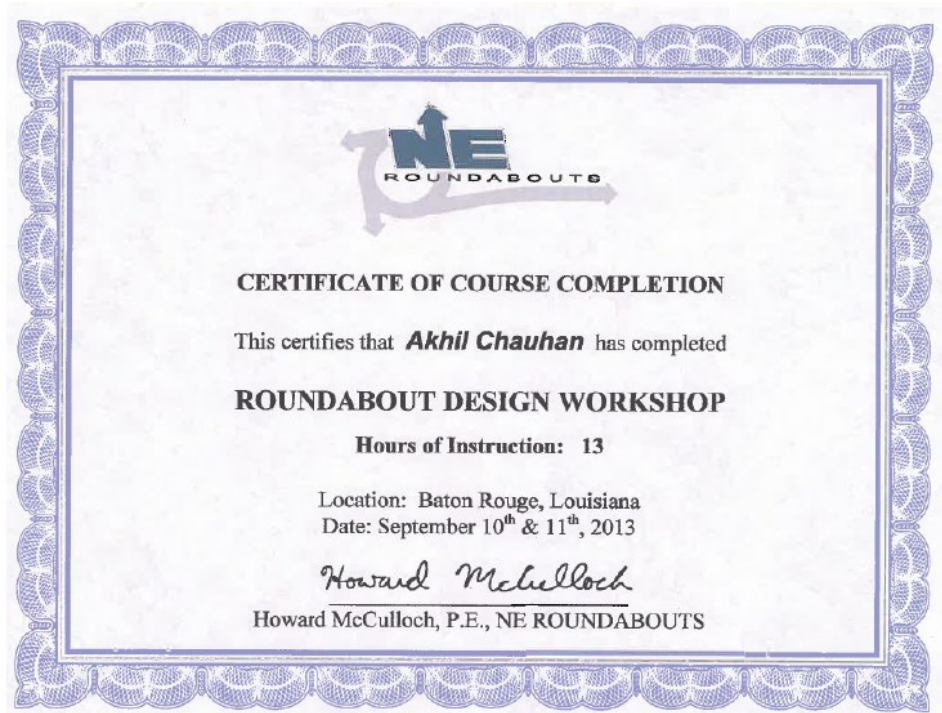 NE
ROUNDABOUTS
CERTIFICATE OF COURSE COMPLETION
This certifies that Akhil Chauhan has completed
ROUNDABOUT DESIGN WORKSHOP
Hours of Instruction: 13
Location: Baton Rouge, Louisiana
Date: September 10th & 11th, 2013
Howard McCulloch
Howard McCulloch, P.E., NE ROUNDABOUTS